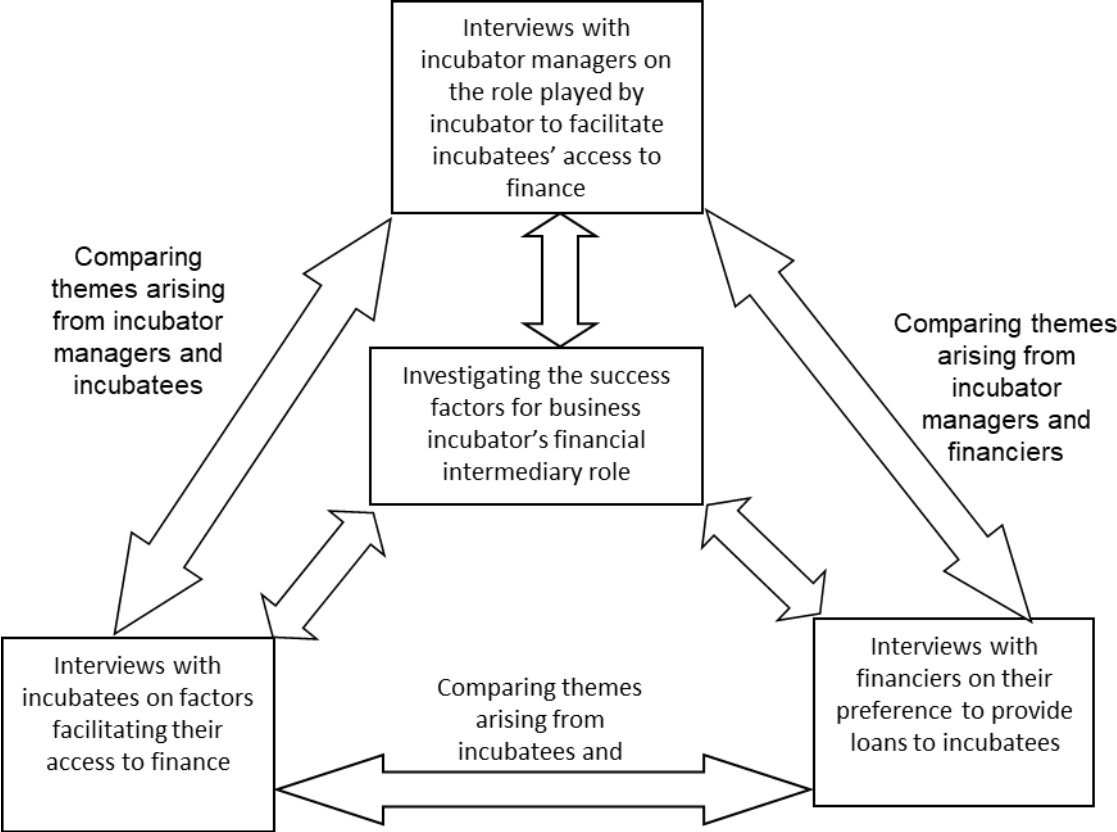 Interviews with
incubator managers on
the role played by
incubator to facilitate
incubatees’ access to
finance
Comparing
themes arising
from incubator
managers and
incubatees
Comparing themes
arising from
incubator
managers and
financiers
Investigating the success
factors for business
incubator’s financial
intermediary role
Interviews with
incubatees on factors
facilitating their
access to finance
Comparing themes
arising from
incubatees and
Interviews with
financiers on their
preference to provide
loans to incubatees